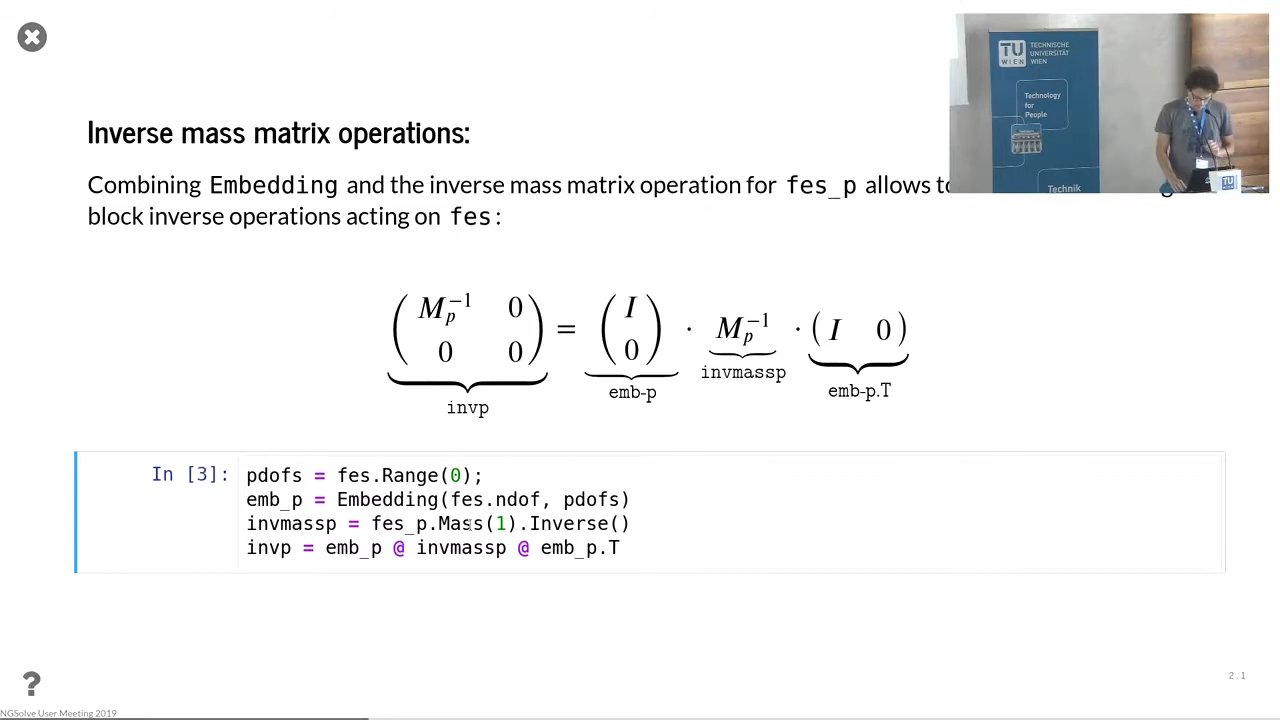 TU
WIEN
TECHNISCHE
UNIVERSITÄT
WIEN
Technology
for
People
Technik
TU
Inverse mass matrix operations:
Combining Embedding and the inverse mass matrix operation for fes_p allows
block inverse operations acting on fes:
( M_p^{-1} 0 ; 0 0 ) = ( I ; 0 ) · M_p^{-1} · ( I 0 )
invp emb-p invmassp emb-p.T
In [3]: pdofs = fes.Range(0);
emb_p = Embedding(fes.ndof, pdofs)
invmassp = fes_p.Mass(1).Inverse()
invp = emb_p @ invmassp @ emb_p.T
?
2.1
NGSolve User Meeting 2019